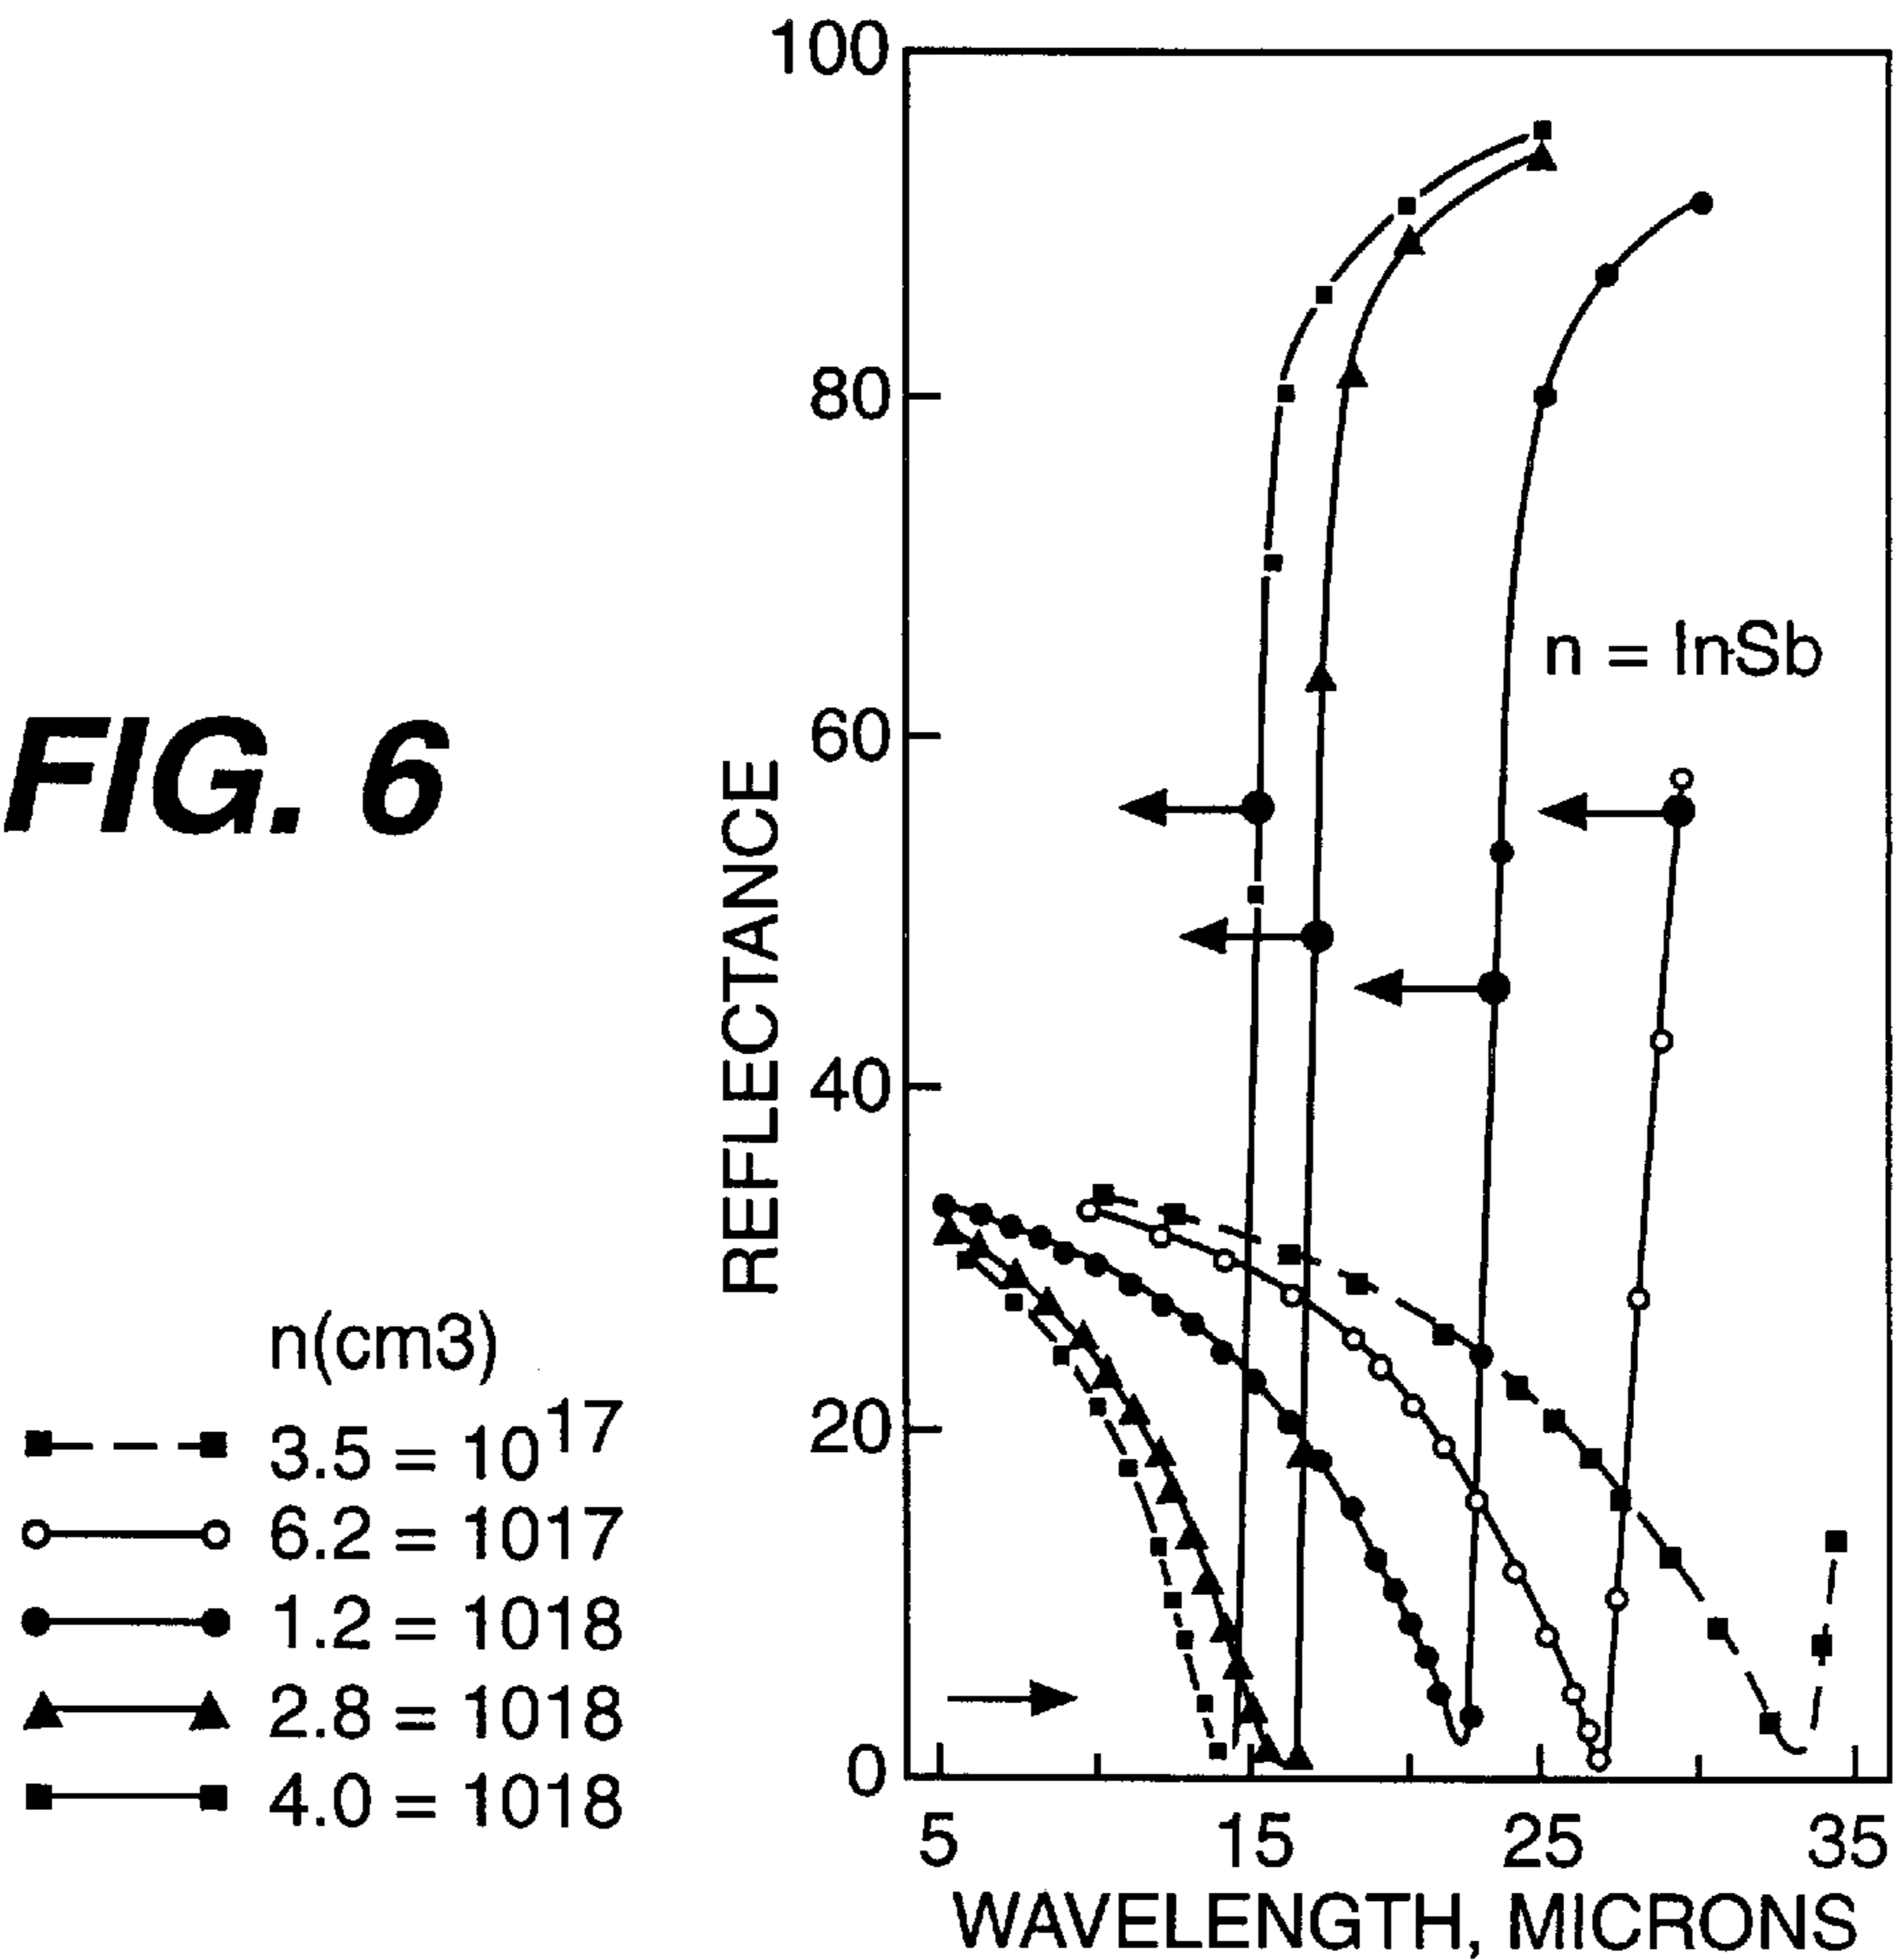 FIG. 6
n(cm3)
3.5 = 10^17
6.2 = 1017
1.2 = 1018
2.8 = 1018
4.0 = 1018
REFLECTANCE
100
80
60
40
20
0
n = InSb
5 15 25 35
WAVELENGTH, MICRONS